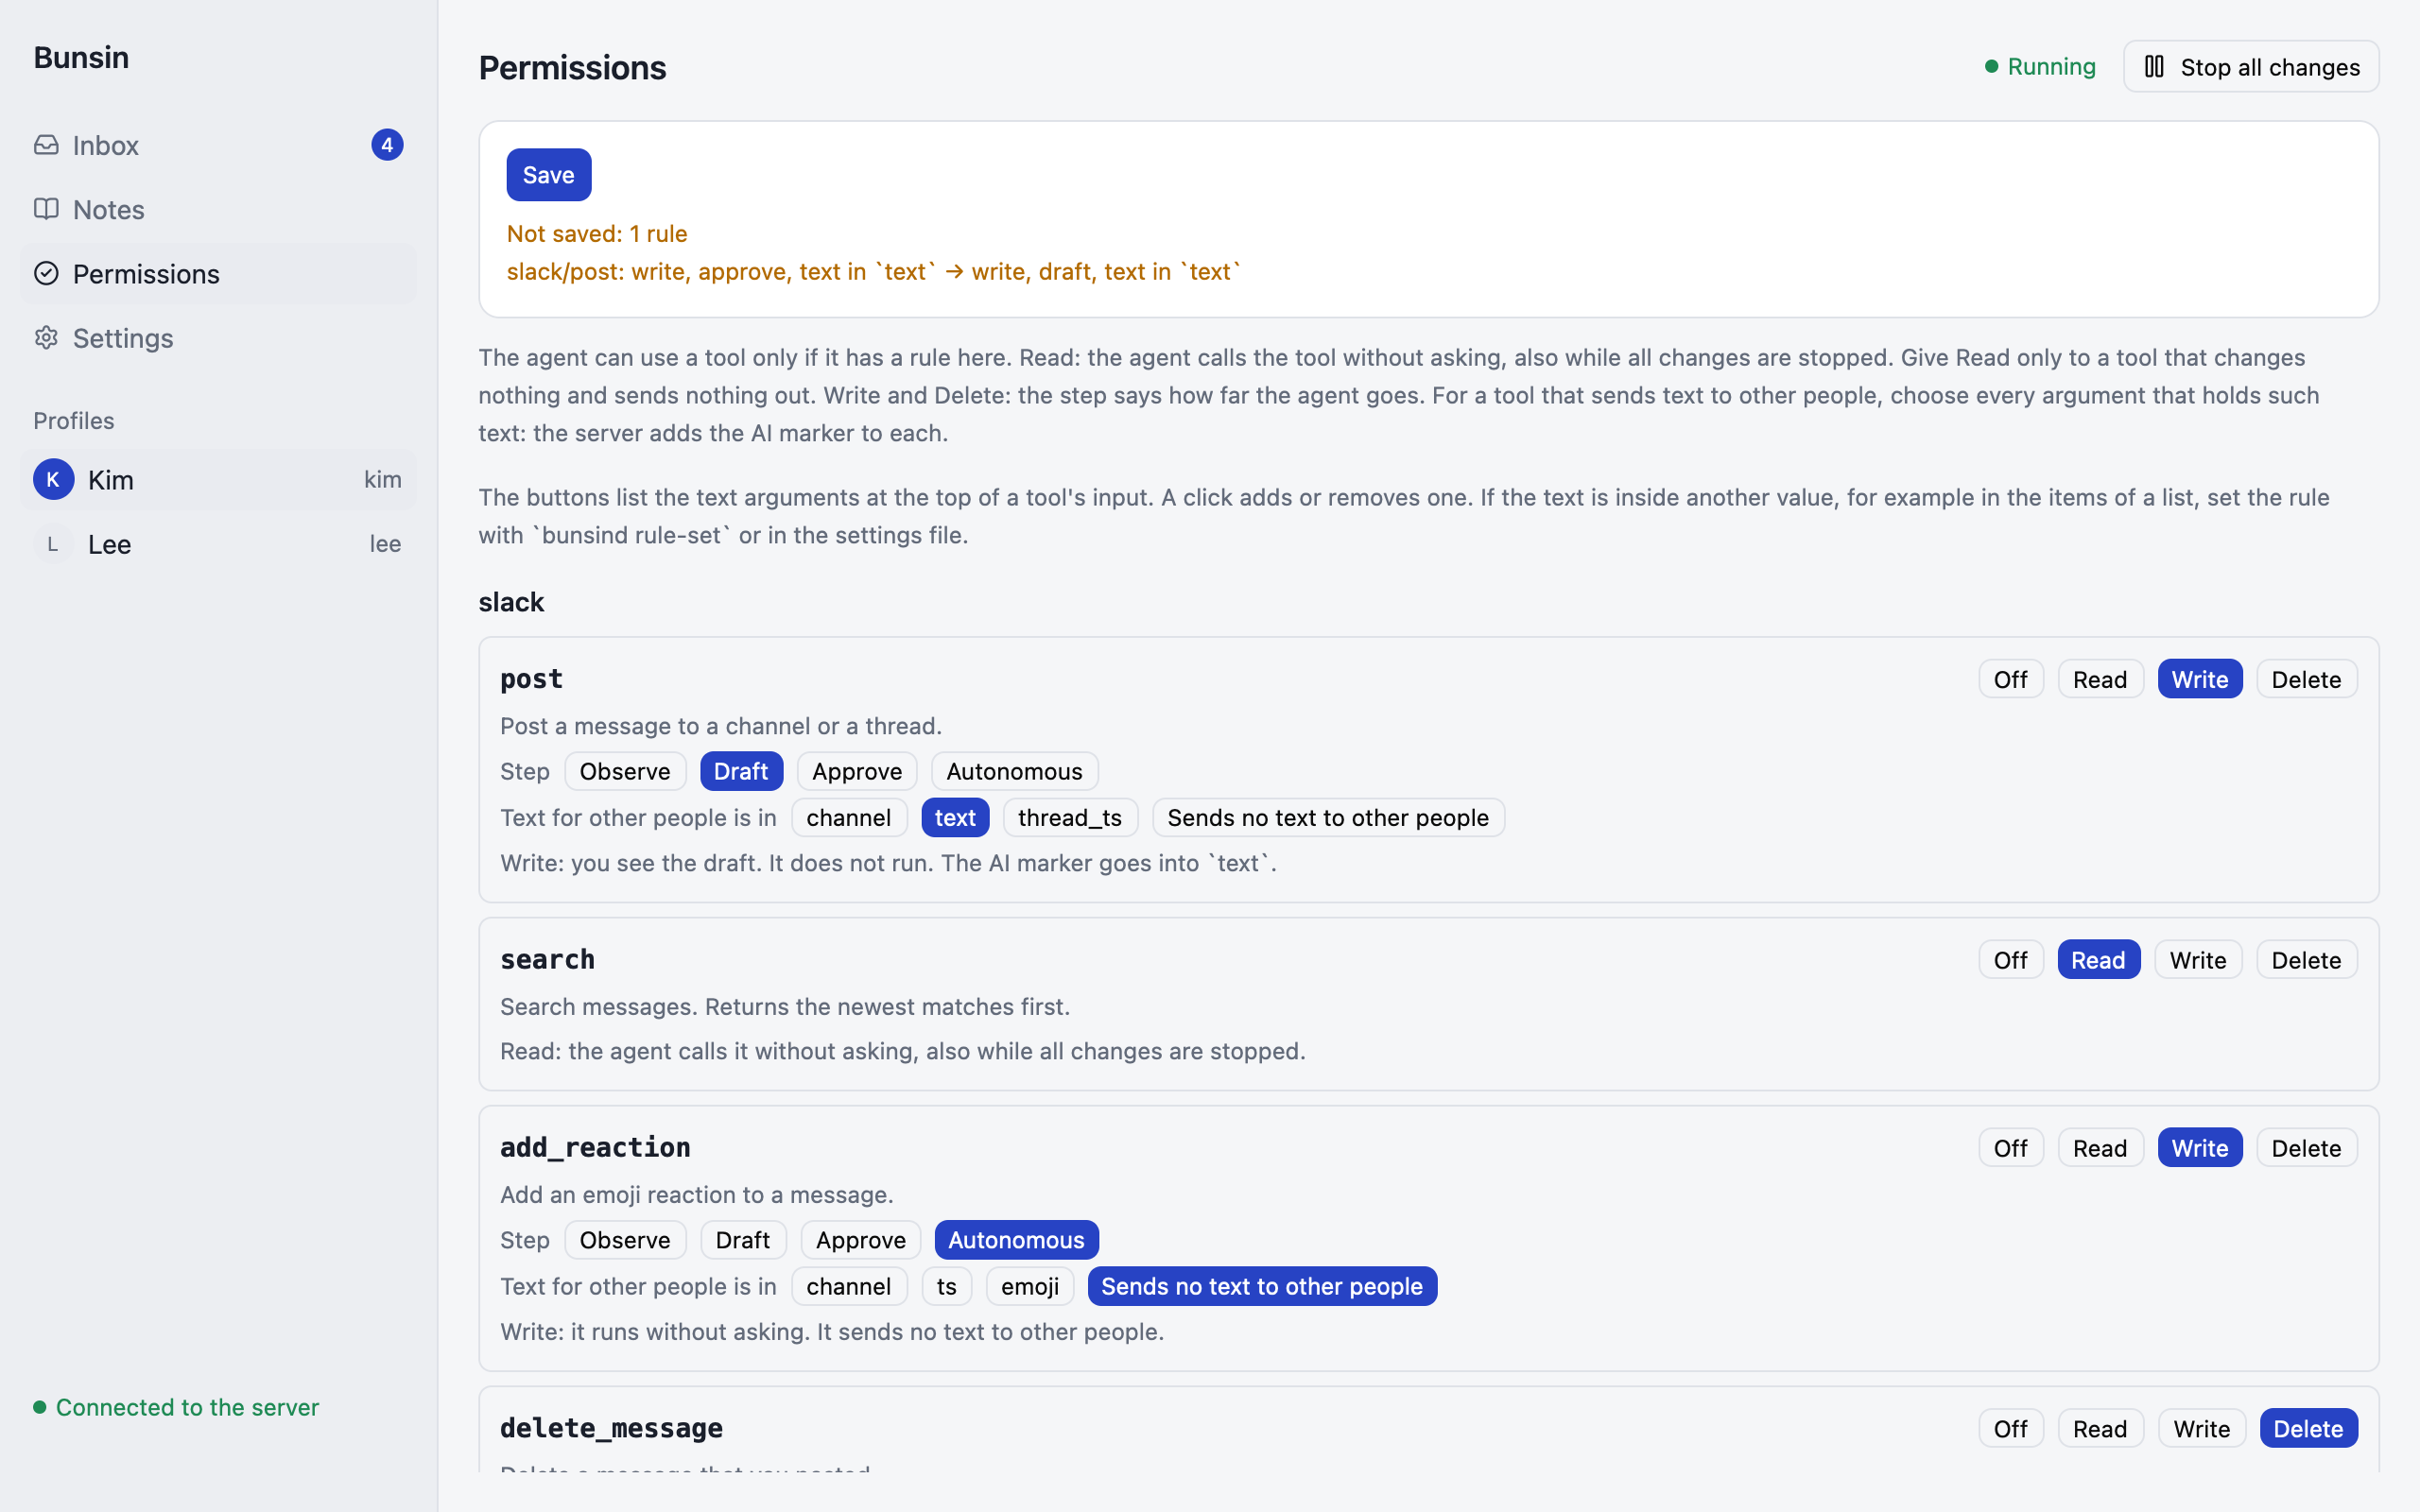 Bunsin
Inbox 4
Notes
Permissions
Settings
Profiles
K Kim kim
L Lee lee
Connected to the server
Permissions
Running
Stop all changes
Save
Not saved: 1 rule
slack/post: write, approve, text in `text` → write, draft, text in `text`
The agent can use a tool only if it has a rule here. Read: the agent calls the tool without asking, also while all changes are stopped. Give Read only to a tool that changes
nothing and sends nothing out. Write and Delete: the step says how far the agent goes. For a tool that sends text to other people, choose every argument that holds such
text: the server adds the AI marker to each.
The buttons list the text arguments at the top of a tool's input. A click adds or removes one. If the text is inside another value, for example in the items of a list, set the rule
with `bunsind rule-set` or in the settings file.
slack
post Off Read Write Delete
Post a message to a channel or a thread.
Step Observe Draft Approve Autonomous
Text for other people is in channel text thread_ts Sends no text to other people
Write: you see the draft. It does not run. The AI marker goes into `text`.
search Off Read Write Delete
Search messages. Returns the newest matches first.
Read: the agent calls it without asking, also while all changes are stopped.
add_reaction Off Read Write Delete
Add an emoji reaction to a message.
Step Observe Draft Approve Autonomous
Text for other people is in channel ts emoji Sends no text to other people
Write: it runs without asking. It sends no text to other people.
delete_message Off Read Write Delete
Delete a message that you posted